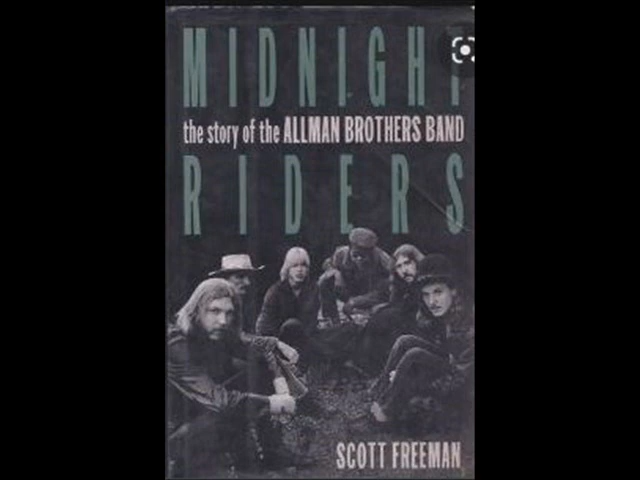 MIDNIGHT
the story of the ALLMAN BROTHERS BAND
RIDERS
SCOTT FREEMAN